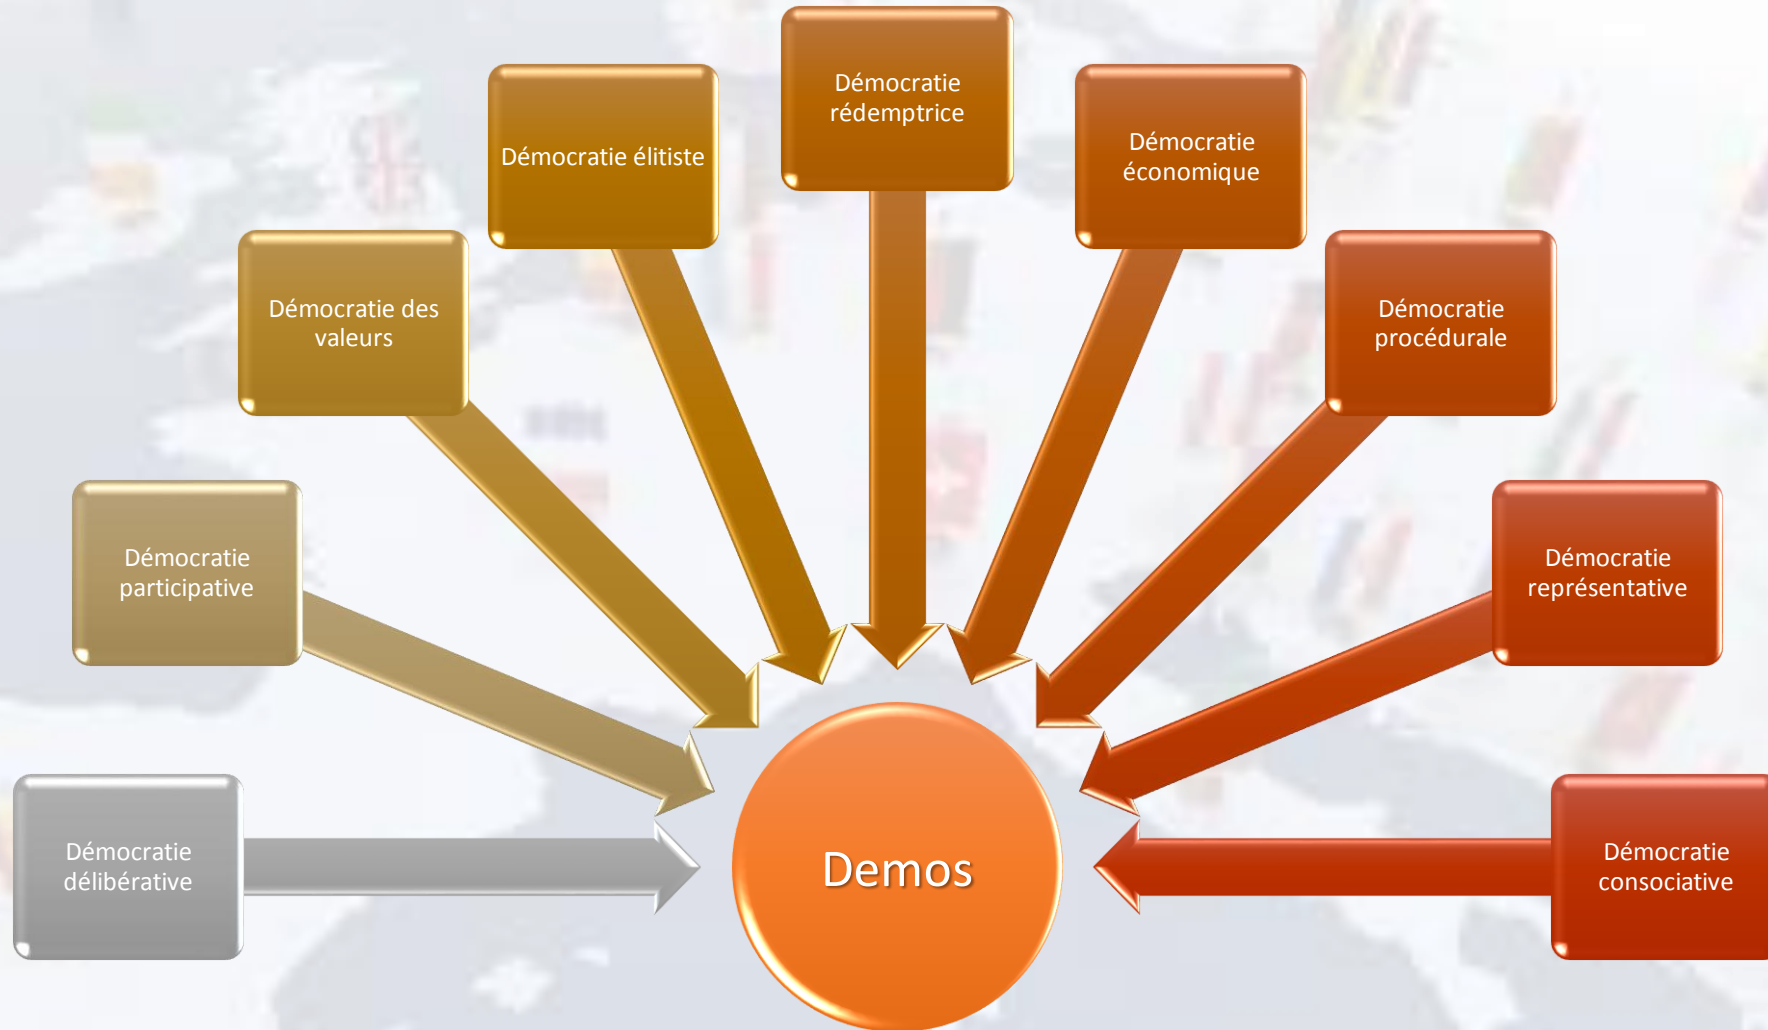 Démocratie
rédemptrice
Démocratie élitiste
Démocratie
économique
Démocratie des
valeurs
Démocratie
procédurale
Démocratie
participative
Démocratie
représentative
Démocratie
délibérative
Demos
Démocratie
consociative